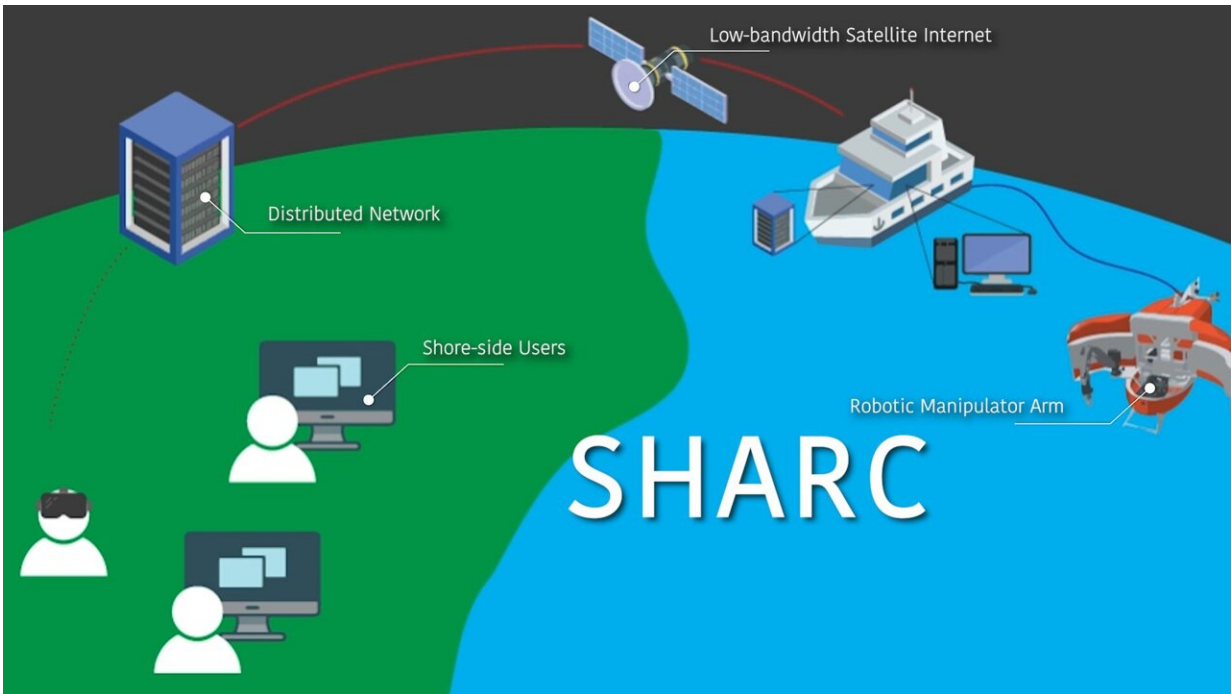 Low-bandwidth Satellite Internet
Distributed Network
Shore-side Users
Robotic Manipulator Arm
SHARC